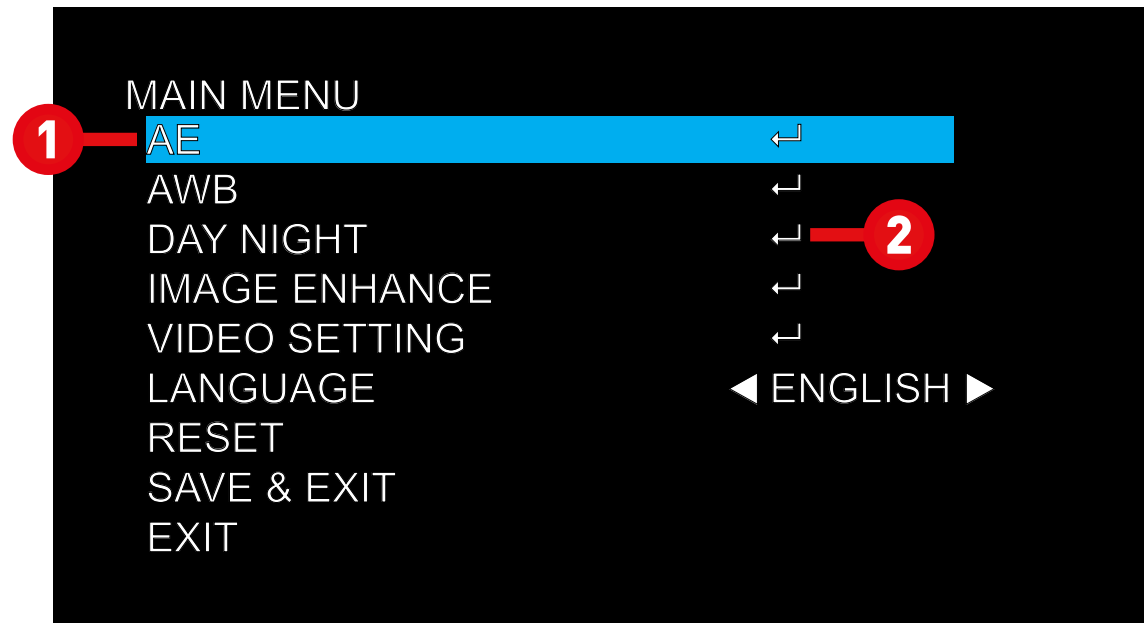 MAIN MENU
1 AE ↵
AWB ↵
DAY NIGHT ↵ 2
IMAGE ENHANCE ↵
VIDEO SETTING ↵
LANGUAGE ◀ ENGLISH ▶
RESET
SAVE & EXIT
EXIT